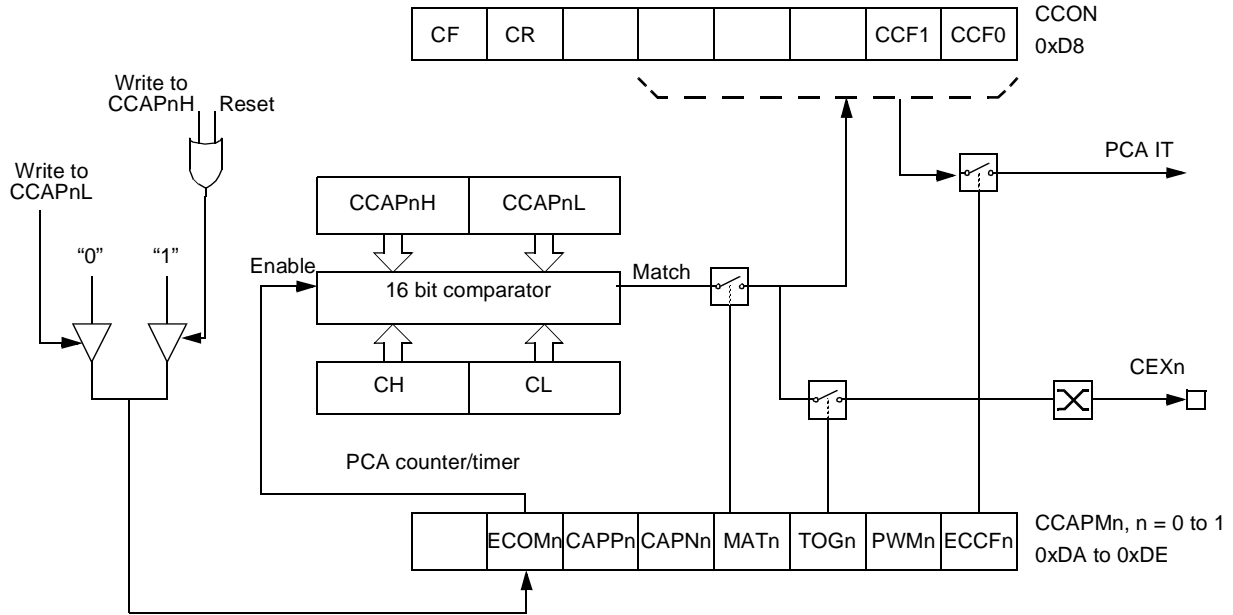 CF CR CCF1 CCF0
CCON
0xD8
Write to
CCAPnH
Reset
Write to
CCAPnL
PCA IT
CCAPnH CCAPnL
“0” “1”
Enable
16 bit comparator
Match
CH CL
CEXn
PCA counter/timer
ECOMn CAPPn CAPNn MATn TOGn PWMn ECCFn
CCAPMn, n = 0 to 1
0xDA to 0xDE